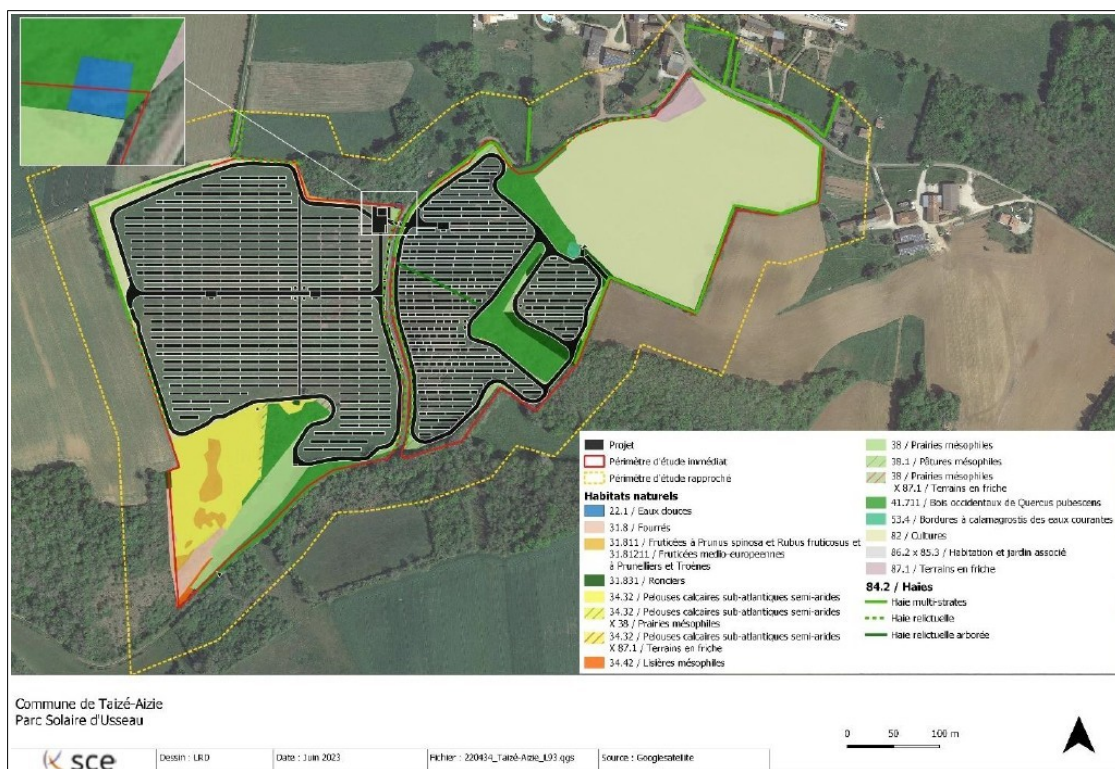 Projet
Périmètre d'étude immédiat
Périmètre d'étude rapproché
Habitats naturels
22.1 / Eaux douces
31.8 / Fourrés
31.811 / Fruticées à Prunus spinosa et Rubus fruticosus et
31.81211 / Fruticées medio-europeennes
à Prunelliers et Troènes
31.831 / Ronciers
34.32 / Pelouses calcaires sub-atlantiques semi-arides
34.32 / Pelouses calcaires sub-atlantiques semi-arides
X 38 / Prairies mésophiles
34.32 / Pelouses calcaires sub-atlantiques semi-arides
X 87.1 / Terrains en friche
34.42 / Lisières mésophiles
38 / Prairies mésophiles
38.1 / Pâtures mésophiles
38 / Prairies mésophiles
X 87.1 / Terrains en friche
41.711 / Bois occidentaux de Quercus pubescens
53.4 / Bordures à calamagrostis des eaux courantes
82 / Cultures
86.2 x 85.3 / Habitation et jardin associé
87.1 / Terrains en friche
84.2 / Haies
Haie multi-strates
Haie relictuelle
Haie relictuelle arborée
Commune de Taizé-Aizie
Parc Solaire d'Usseau
0 50 100 m
sce
Dessin : LRD
Date : Juin 2023
Fichier : 220434_Taizé-Aizie_L93.qgs
Source : Googlesatellite